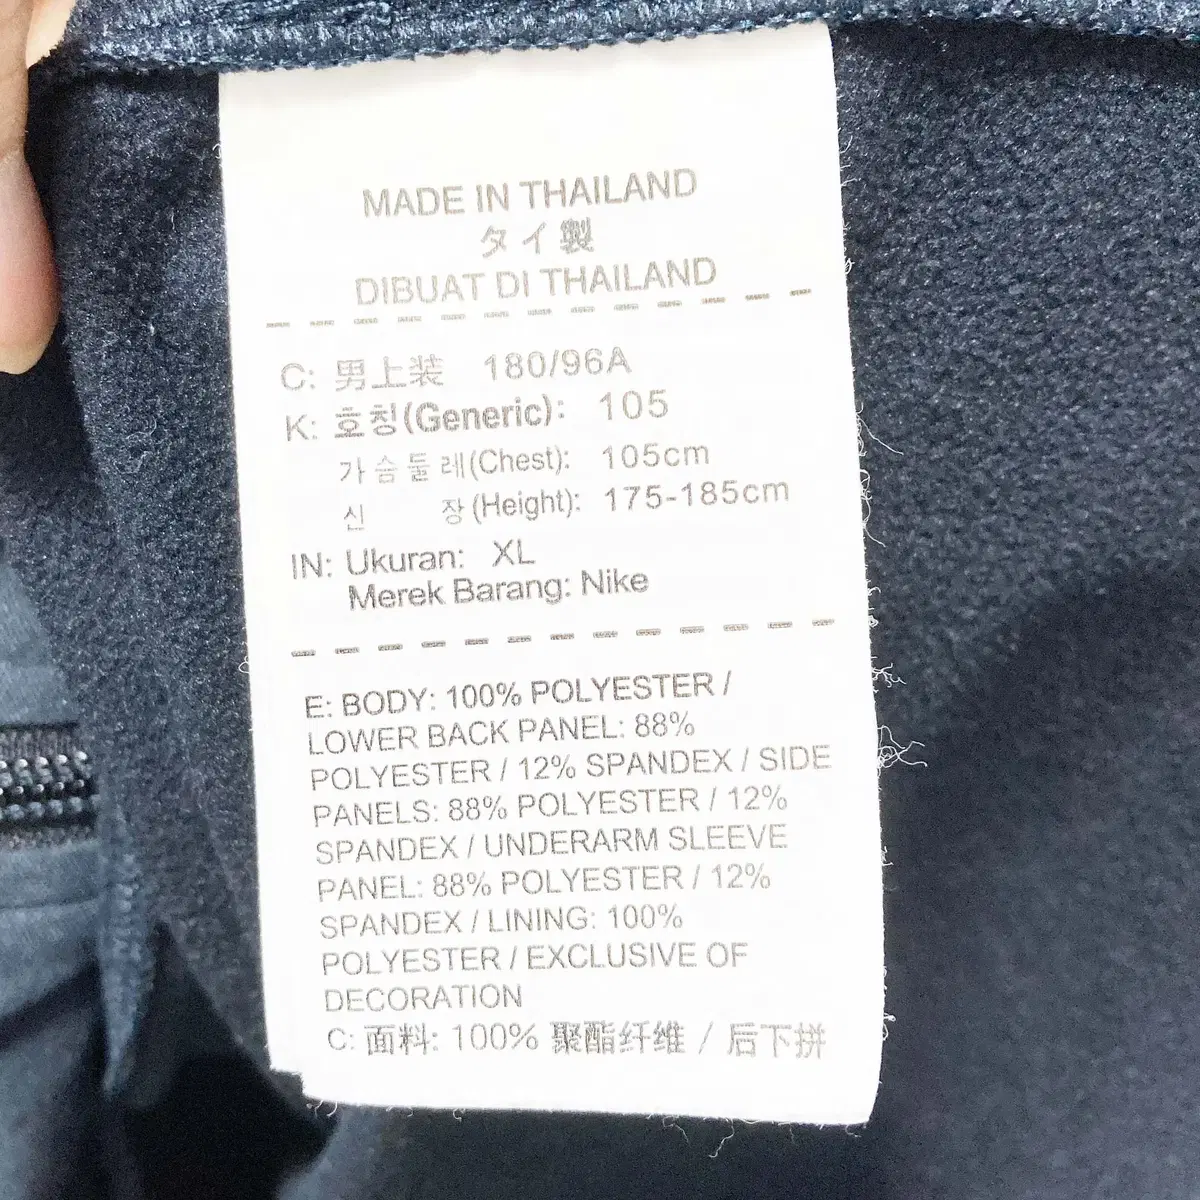 MADE IN THAILAND
タイ製
DIBUAT DI THAILAND
C: 男上装 180/96A
K: 호칭(Generic): 105
가슴둘레(Chest): 105cm
신 장(Height): 175-185cm
IN: Ukuran: XL
Merek Barang: Nike
E: BODY: 100% POLYESTER /
LOWER BACK PANEL: 88%
POLYESTER / 12% SPANDEX / SIDE
PANELS: 88% POLYESTER / 12%
SPANDEX / UNDERARM SLEEVE
PANEL: 88% POLYESTER / 12%
SPANDEX / LINING: 100%
POLYESTER / EXCLUSIVE OF
DECORATION
C: 面料: 100% 聚酯纤维 / 后下拼